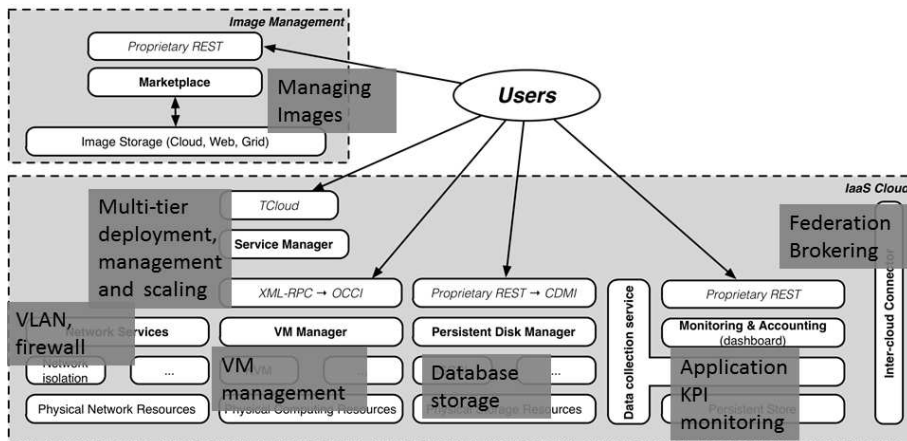 Image Management
Proprietary REST
Marketplace
Managing
Images
Image Storage (Cloud, Web, Grid)
Users
IaaS Cloud
TCloud
Service Manager
Multi-tier
deployment,
management
and scaling
Federation
Brokering
XML-RPC → OCCI
Proprietary REST → CDMI
Proprietary REST
VLAN,
firewall
Network Services
VM Manager
Persistent Disk Manager
Data collection service
Monitoring & Accounting
(dashboard)
Inter-cloud Connector
Network
isolation
...
VM
management
VM
...
Database
storage
...
Application
KPI
monitoring
Physical Network Resources
Physical Computing Resources
Physical Storage Resources
Persistent Store